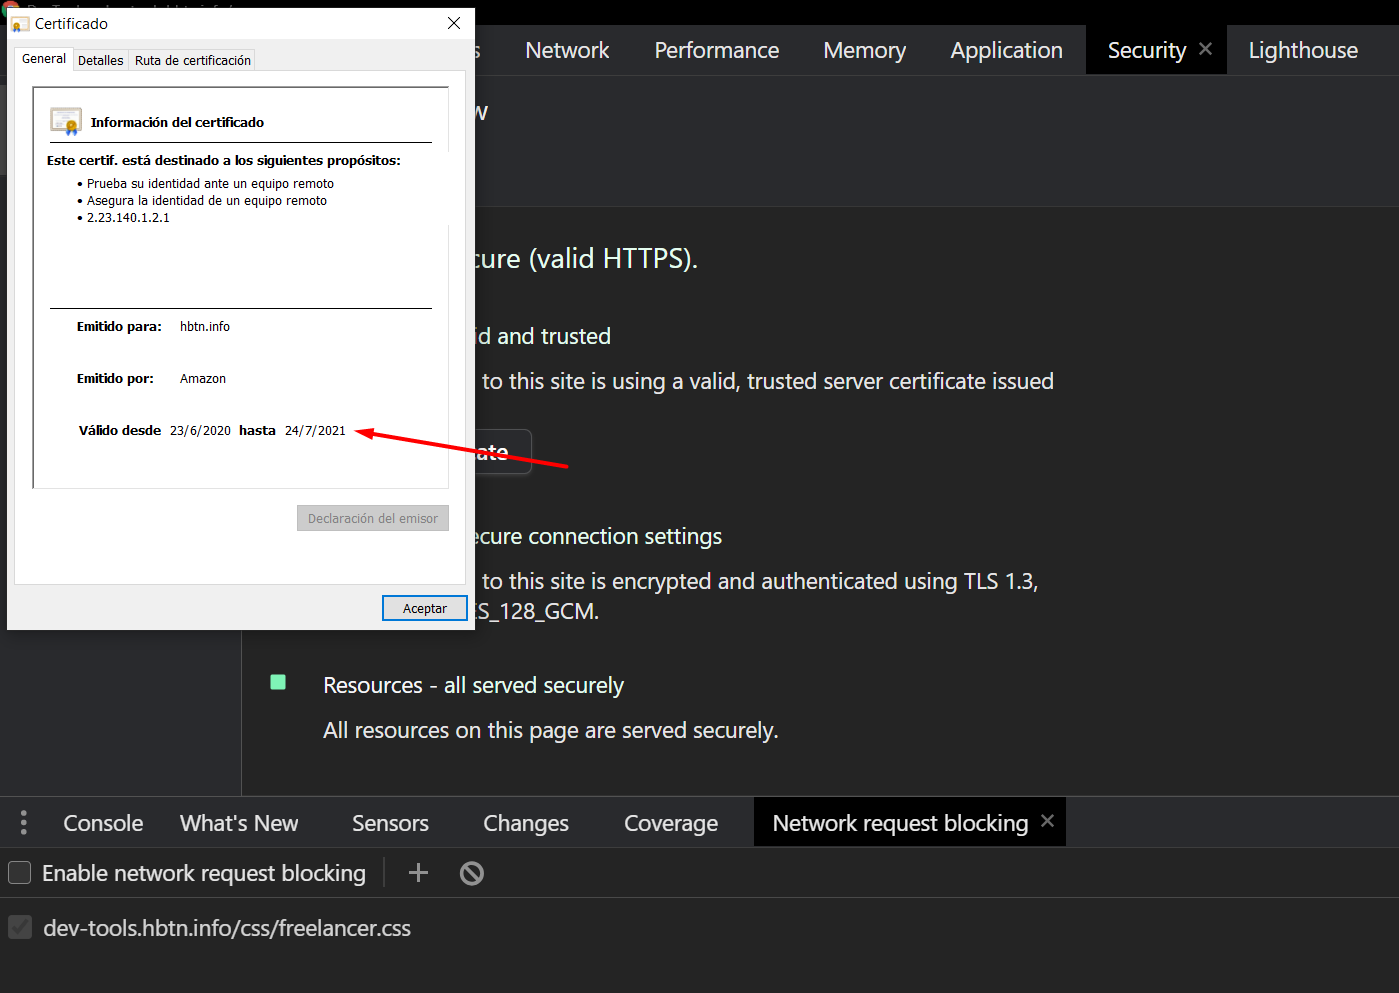 Certificado
General Detalles Ruta de certificación
Información del certificado
Este certif. está destinado a los siguientes propósitos:
• Prueba su identidad ante un equipo remoto
• Asegura la identidad de un equipo remoto
• 2.23.140.1.2.1
Emitido para: hbtn.info
Emitido por: Amazon
Válido desde 23/6/2020 hasta 24/7/2021
Declaración del emisor
Aceptar
s Network Performance Memory Application Security × Lighthouse
w
cure (valid HTTPS).
id and trusted
to this site is using a valid, trusted server certificate issued
ate
ecure connection settings
to this site is encrypted and authenticated using TLS 1.3,
ES_128_GCM.
Resources - all served securely
All resources on this page are served securely.
Console What's New Sensors Changes Coverage Network request blocking ×
Enable network request blocking
dev-tools.hbtn.info/css/freelancer.css